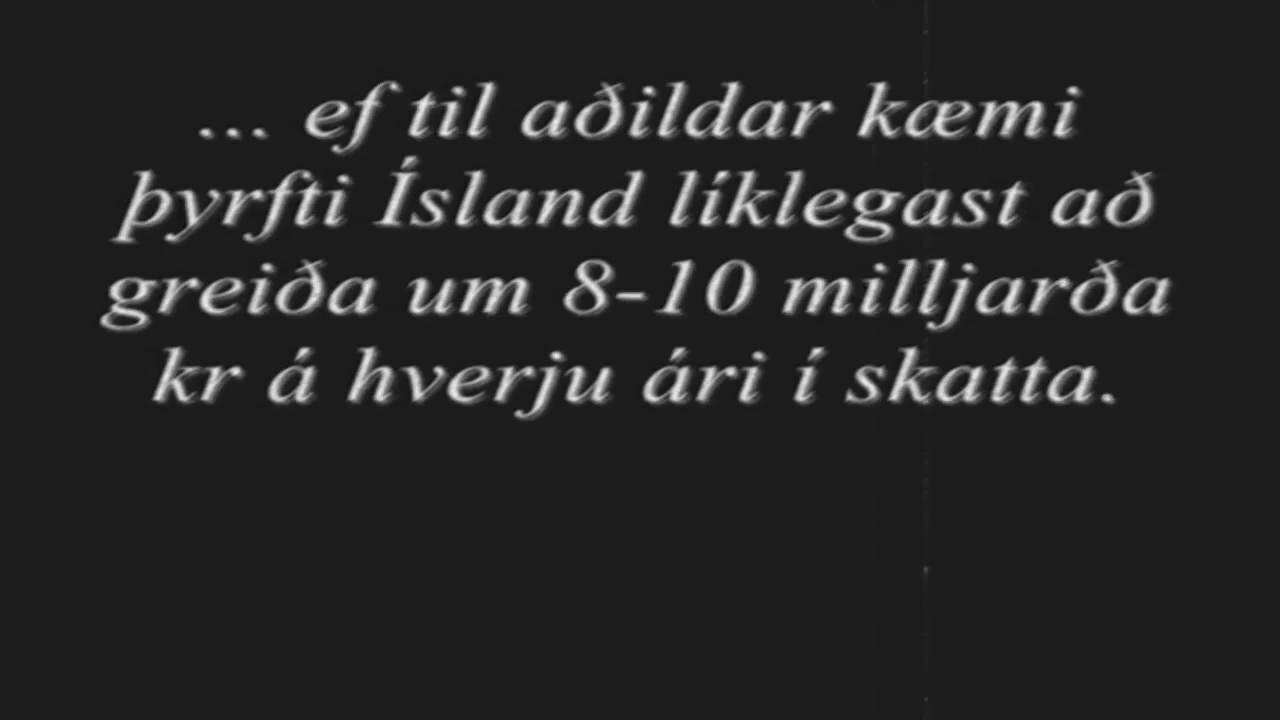 ... ef til aðildar kæmi
þyrfti Ísland líklegast að
greiða um 8-10 milljarða
kr á hverju ári í skatta.